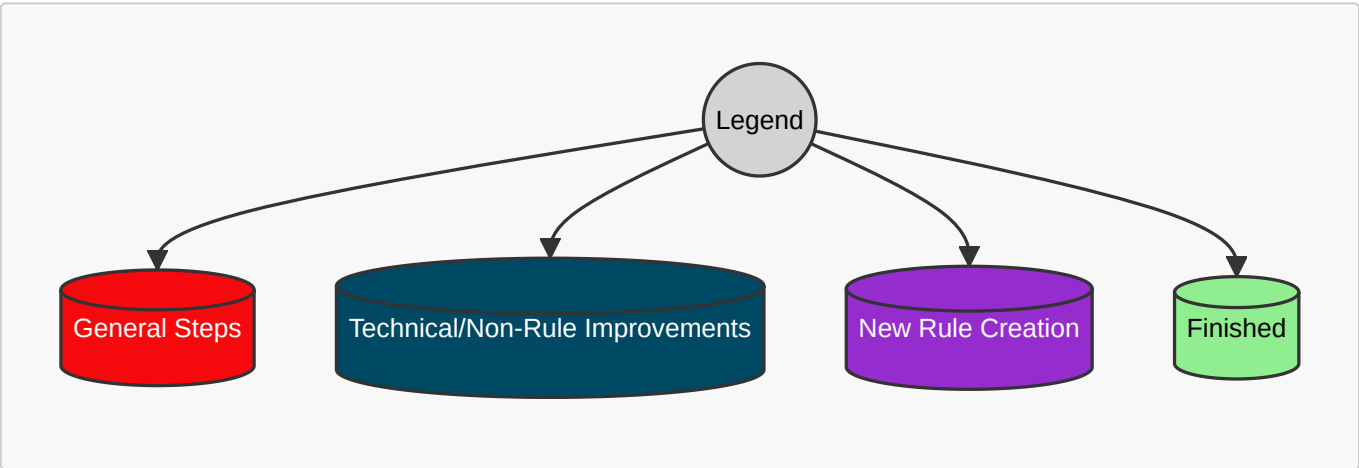 Legend
General Steps
Technical/Non-Rule Improvements
New Rule Creation
Finished